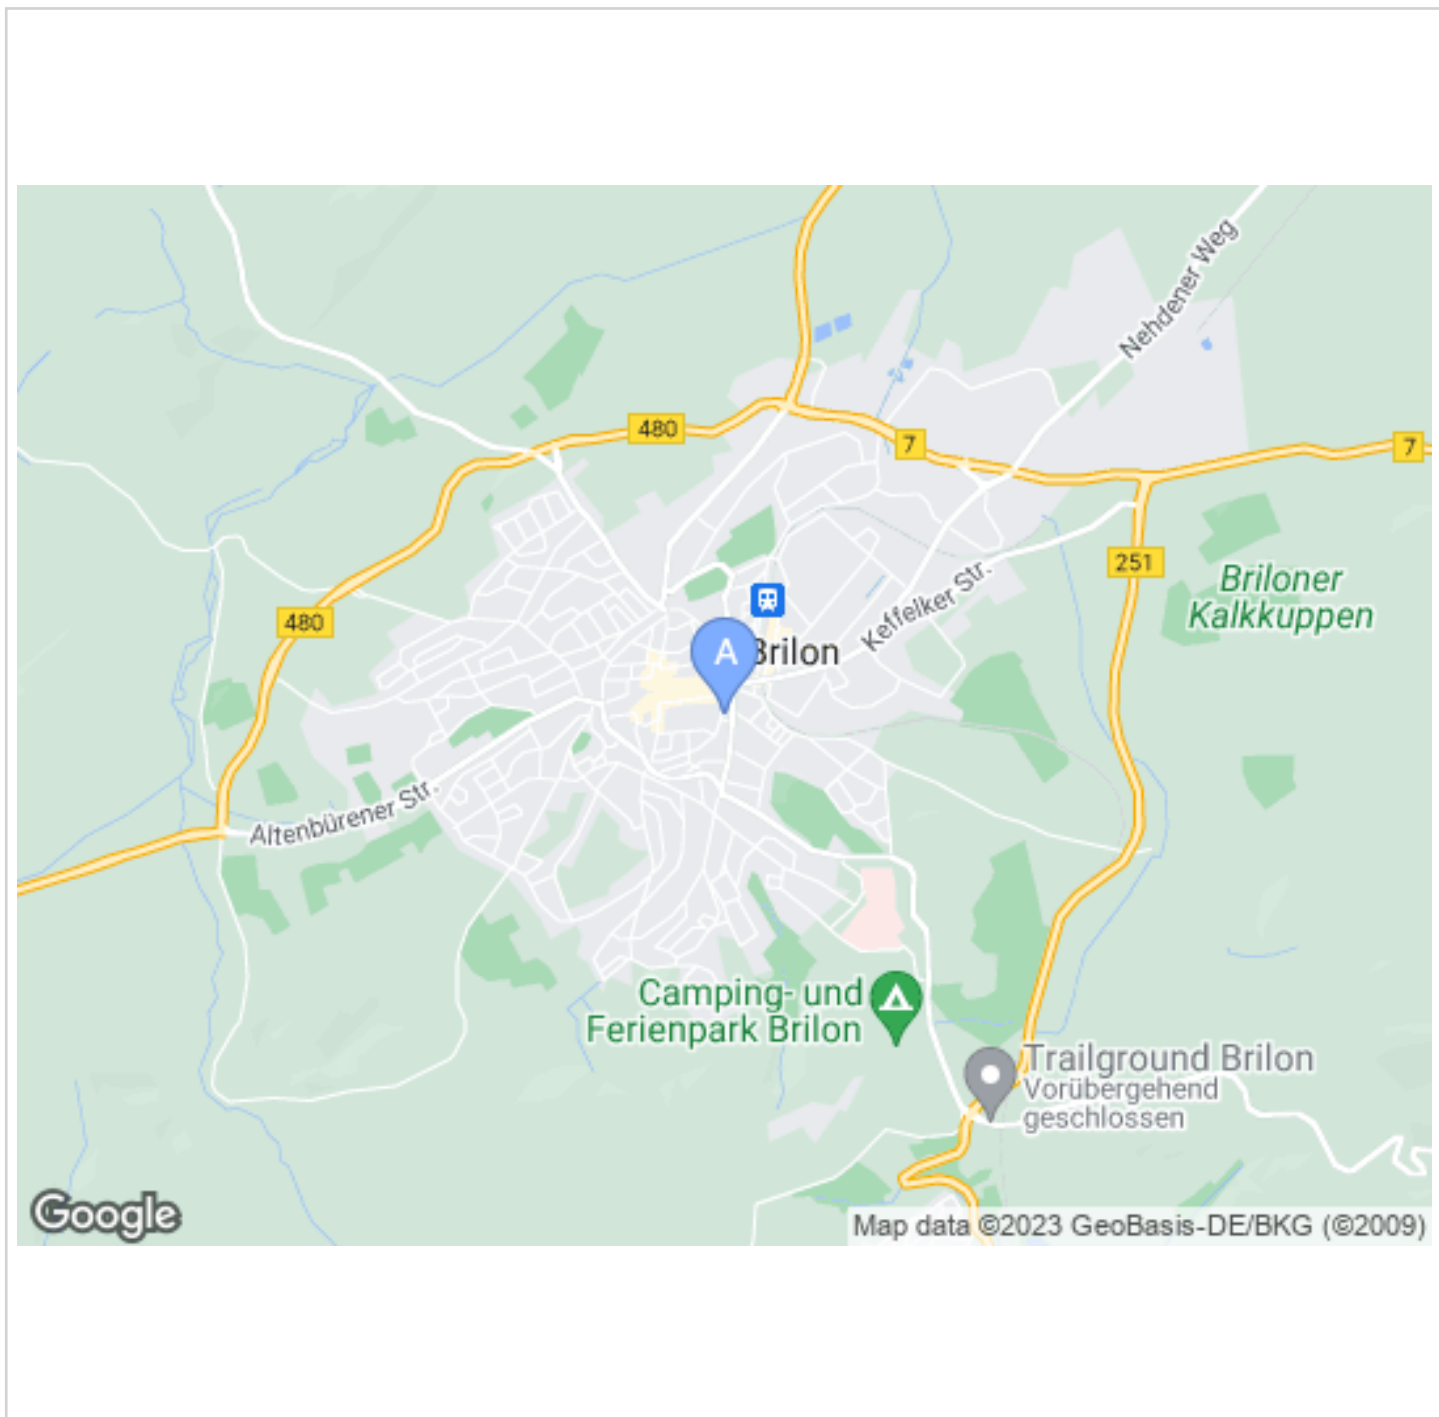 Nehdener Weg
480
7
7
251
Briloner
Kalkkuppen
Keffelker Str.
480
A
Brilon
Altenbürener Str.
Camping- und
Ferienpark Brilon
Trailground Brilon
Vorübergehend
geschlossen
Google
Map data ©2023 GeoBasis-DE/BKG (©2009)